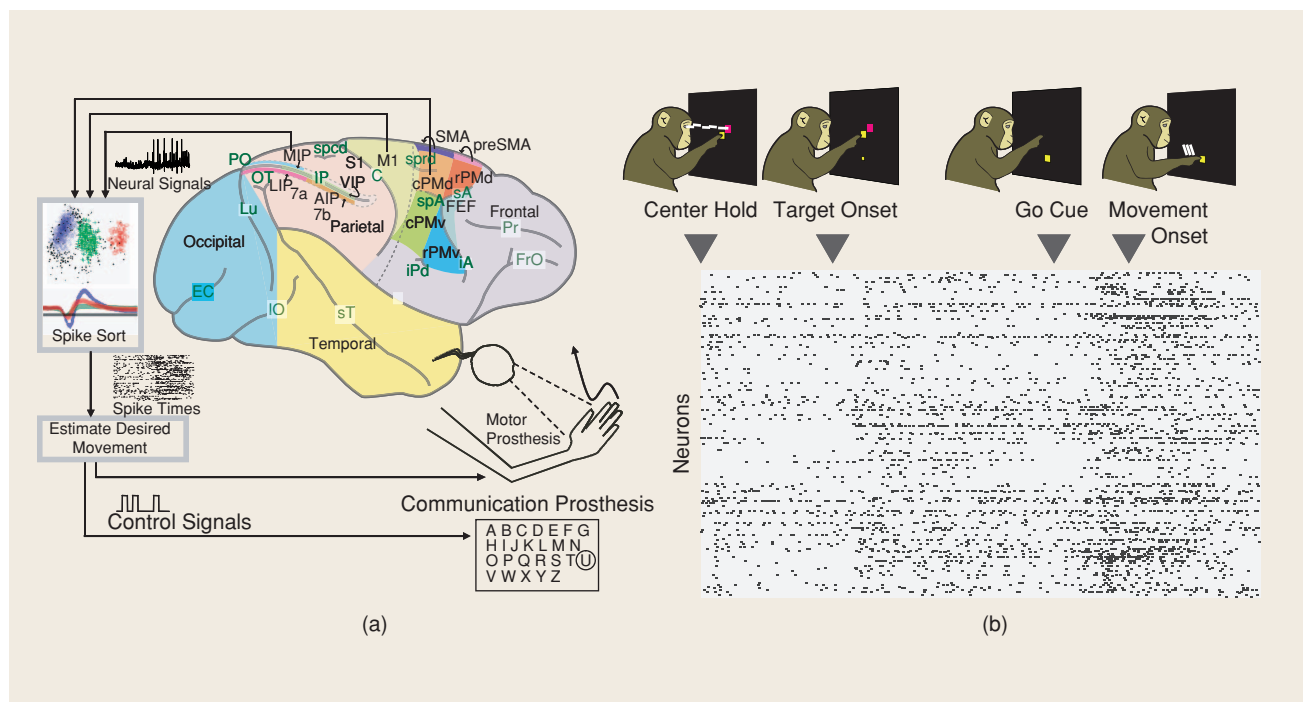 Neural Signals
Spike Sort
Spike Times
Estimate Desired
Movement
Control Signals
PO
MIP
spcd
S1
M1
sprd
SMA
preSMA
OT
LIP
7a
IP
VIP
C
cPMd
rPMd
AIP
7b
spA
sA
FEF
Lu
Parietal
cPMv
Frontal
Pr
Occipital
rPMv
iPd
iA
FrO
EC
IO
sT
Temporal
Motor
Prosthesis
Communication Prosthesis
A B C D E F G
H I J K L M N
O P Q R S T U
V W X Y Z
(a)
Center Hold
Target Onset
Go Cue
Movement
Onset
Neurons
(b)